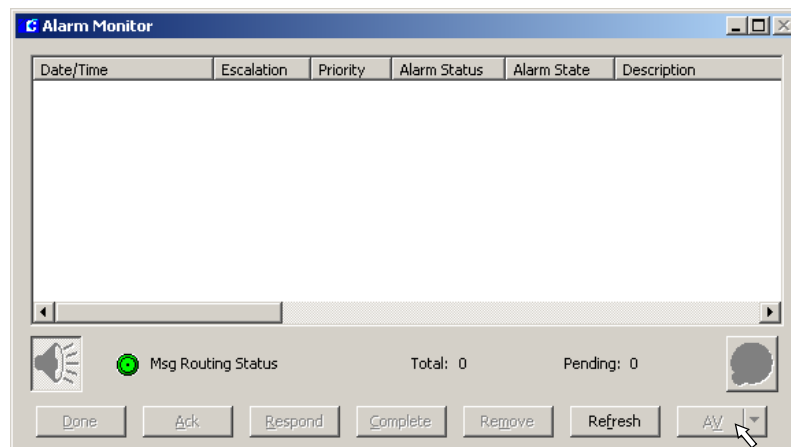 Alarm Monitor
Date/Time Escalation Priority Alarm Status Alarm State Description
Msg Routing Status Total: 0 Pending: 0
Done Ack Respond Complete Remove Refresh AV